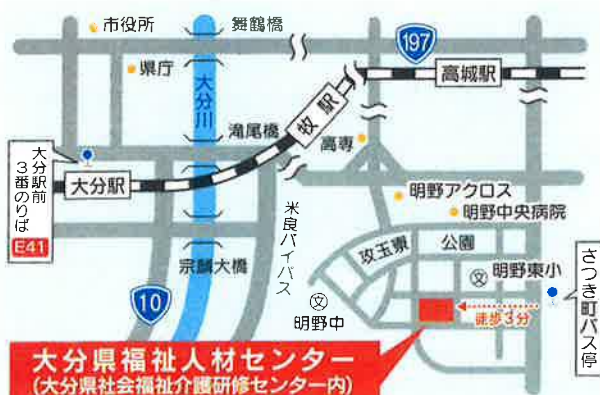 市役所
舞鶴橋
197
県庁
大分川
高城駅
牧駅
滝尾橋
高専
大分駅前
3番のりば
E41
大分駅
明野アクロス
明野中央病院
米良バイパス
攻玉寮
公園
宗麟大橋
文
明野東小
さつき町バス停
10
文
明野中
徒歩3分
大分県福祉人材センター
(大分県社会福祉介護研修センター内)